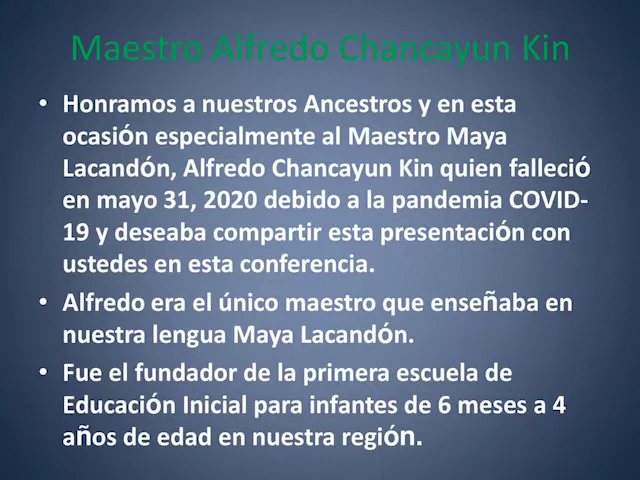 Maestro Alfredo Chancayun Kin
• Honramos a nuestros Ancestros y en esta
ocasión especialmente al Maestro Maya
Lacandón, Alfredo Chancayun Kin quien falleció
en mayo 31, 2020 debido a la pandemia COVID-
19 y deseaba compartir esta presentación con
ustedes en esta conferencia.
• Alfredo era el único maestro que enseñaba en
nuestra lengua Maya Lacandón.
• Fue el fundador de la primera escuela de
Educación Inicial para infantes de 6 meses a 4
años de edad en nuestra región.